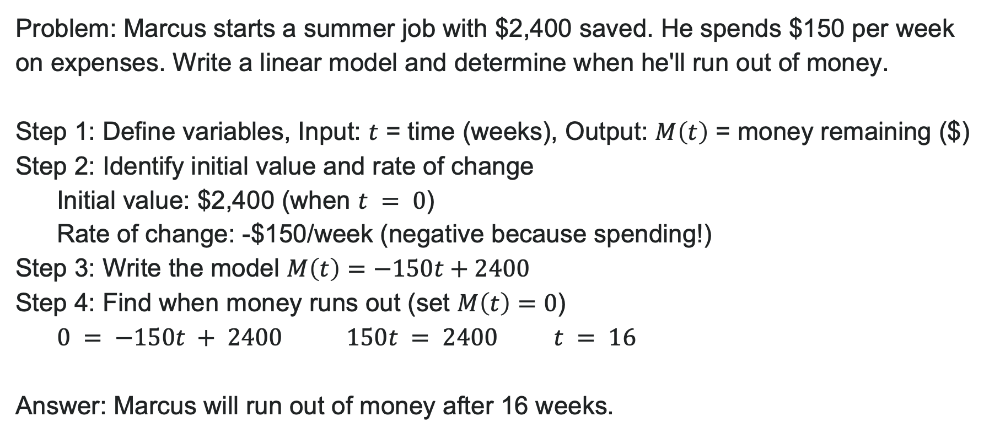 Problem: Marcus starts a summer job with $2,400 saved. He spends $150 per week
on expenses. Write a linear model and determine when he'll run out of money.
Step 1: Define variables, Input: t = time (weeks), Output: M(t) = money remaining ($)
Step 2: Identify initial value and rate of change
Initial value: $2,400 (when t = 0)
Rate of change: -$150/week (negative because spending!)
Step 3: Write the model M(t) = −150t + 2400
Step 4: Find when money runs out (set M(t) = 0)
0 = −150t + 2400 150t = 2400 t = 16
Answer: Marcus will run out of money after 16 weeks.